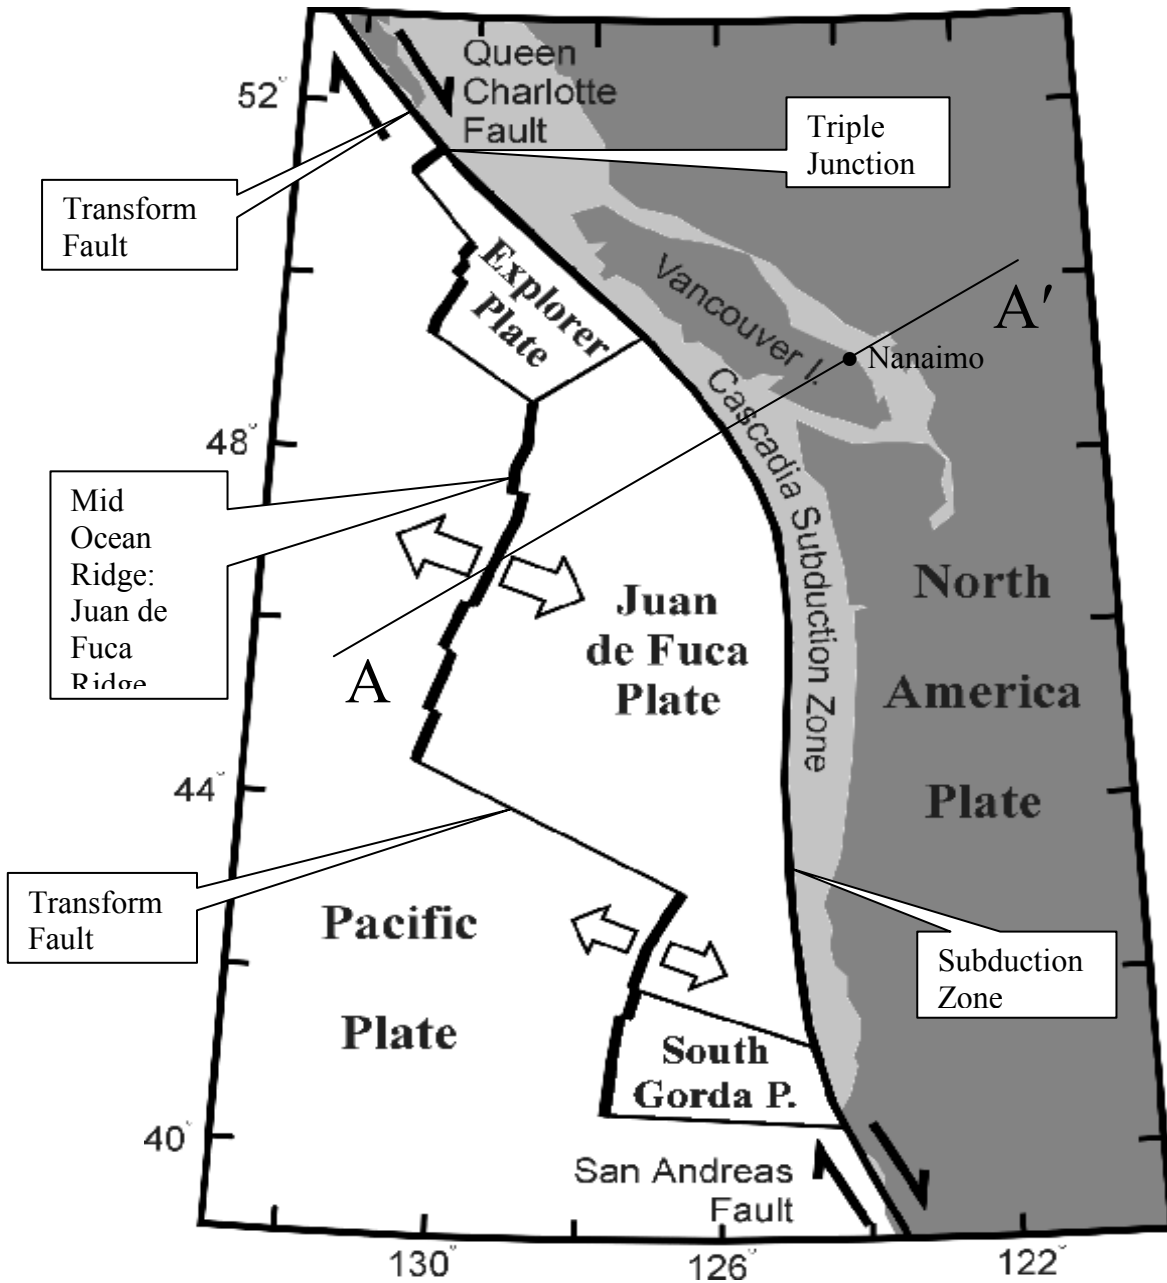 Queen
Charlotte
Fault
52°
Triple
Junction
Transform
Fault
Explorer
Plate
Vancouver I.
A′
Nanaimo
Cascadia Subduction Zone
48°
Mid
Ocean
Ridge:
Juan de
Fuca
Ridge
Juan
de Fuca
Plate
North
America
Plate
A
44°
Transform
Fault
Pacific
Plate
Subduction
Zone
South
Gorda P.
40°
San Andreas
Fault
130°
126°
122°